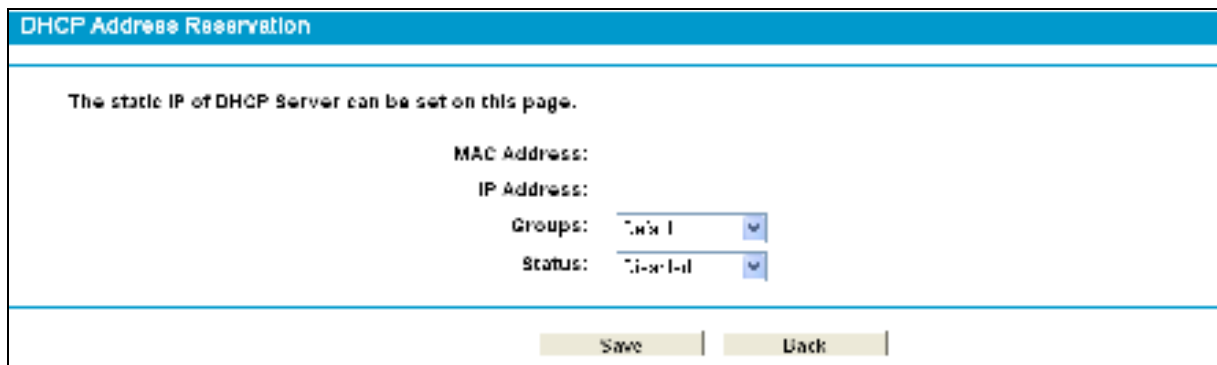 DHCP Address Reservation
The static IP of DHCP Server can be set on this page.
MAC Address:
IP Address:
Groups:
Status:
Save Back